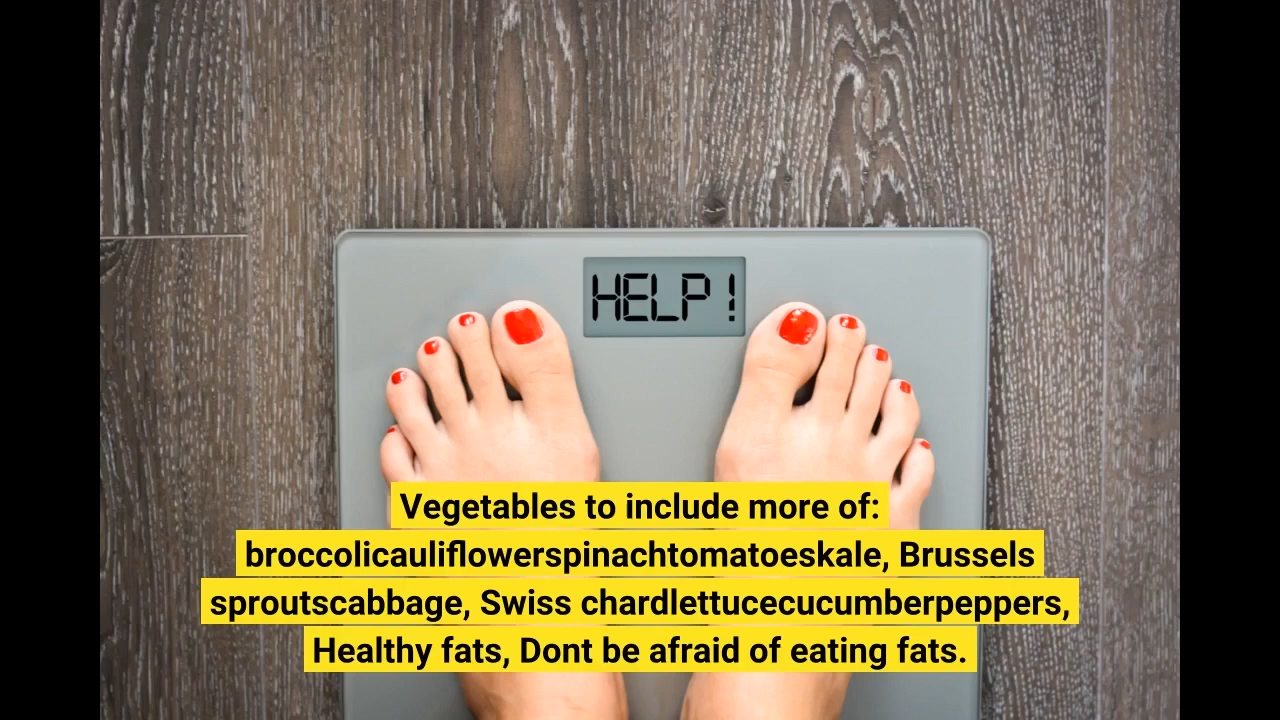 HELP!
Vegetables to include more of:
broccolicauliflowerspinachtomatoeskale, Brussels
sproutscabbage, Swiss chardlettucecucumberpeppers,
Healthy fats, Dont be afraid of eating fats.